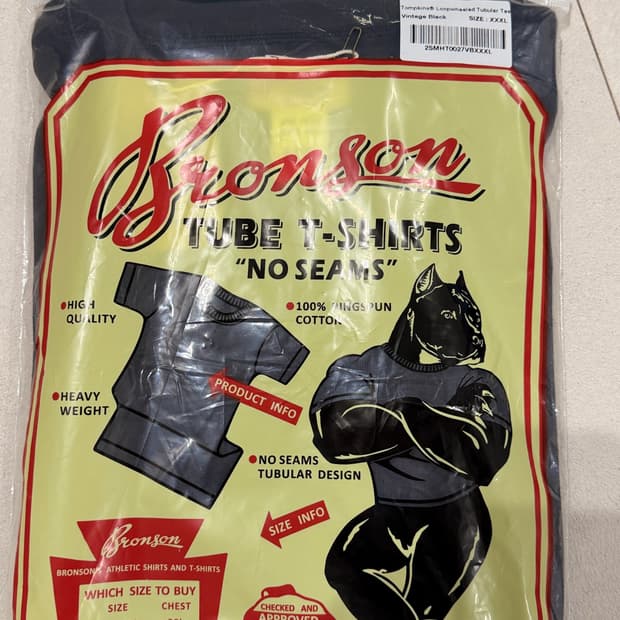 Tompkins® Loopwheeled Tubular Tee
Vintage Black SIZE : XXXL
2SMHT0027VBXXXL
Bronson
TUBE T-SHIRTS
"NO SEAMS"
•HIGH
QUALITY
•100% RINGSPUN
COTTON
PRODUCT INFO
•HEAVY
WEIGHT
•NO SEAMS
TUBULAR DESIGN
SIZE INFO
Bronson
BRONSON'S ATHLETIC SHIRTS AND T-SHIRTS
WHICH SIZE TO BUY
SIZE CHEST
CHECKED AND
APPROVED